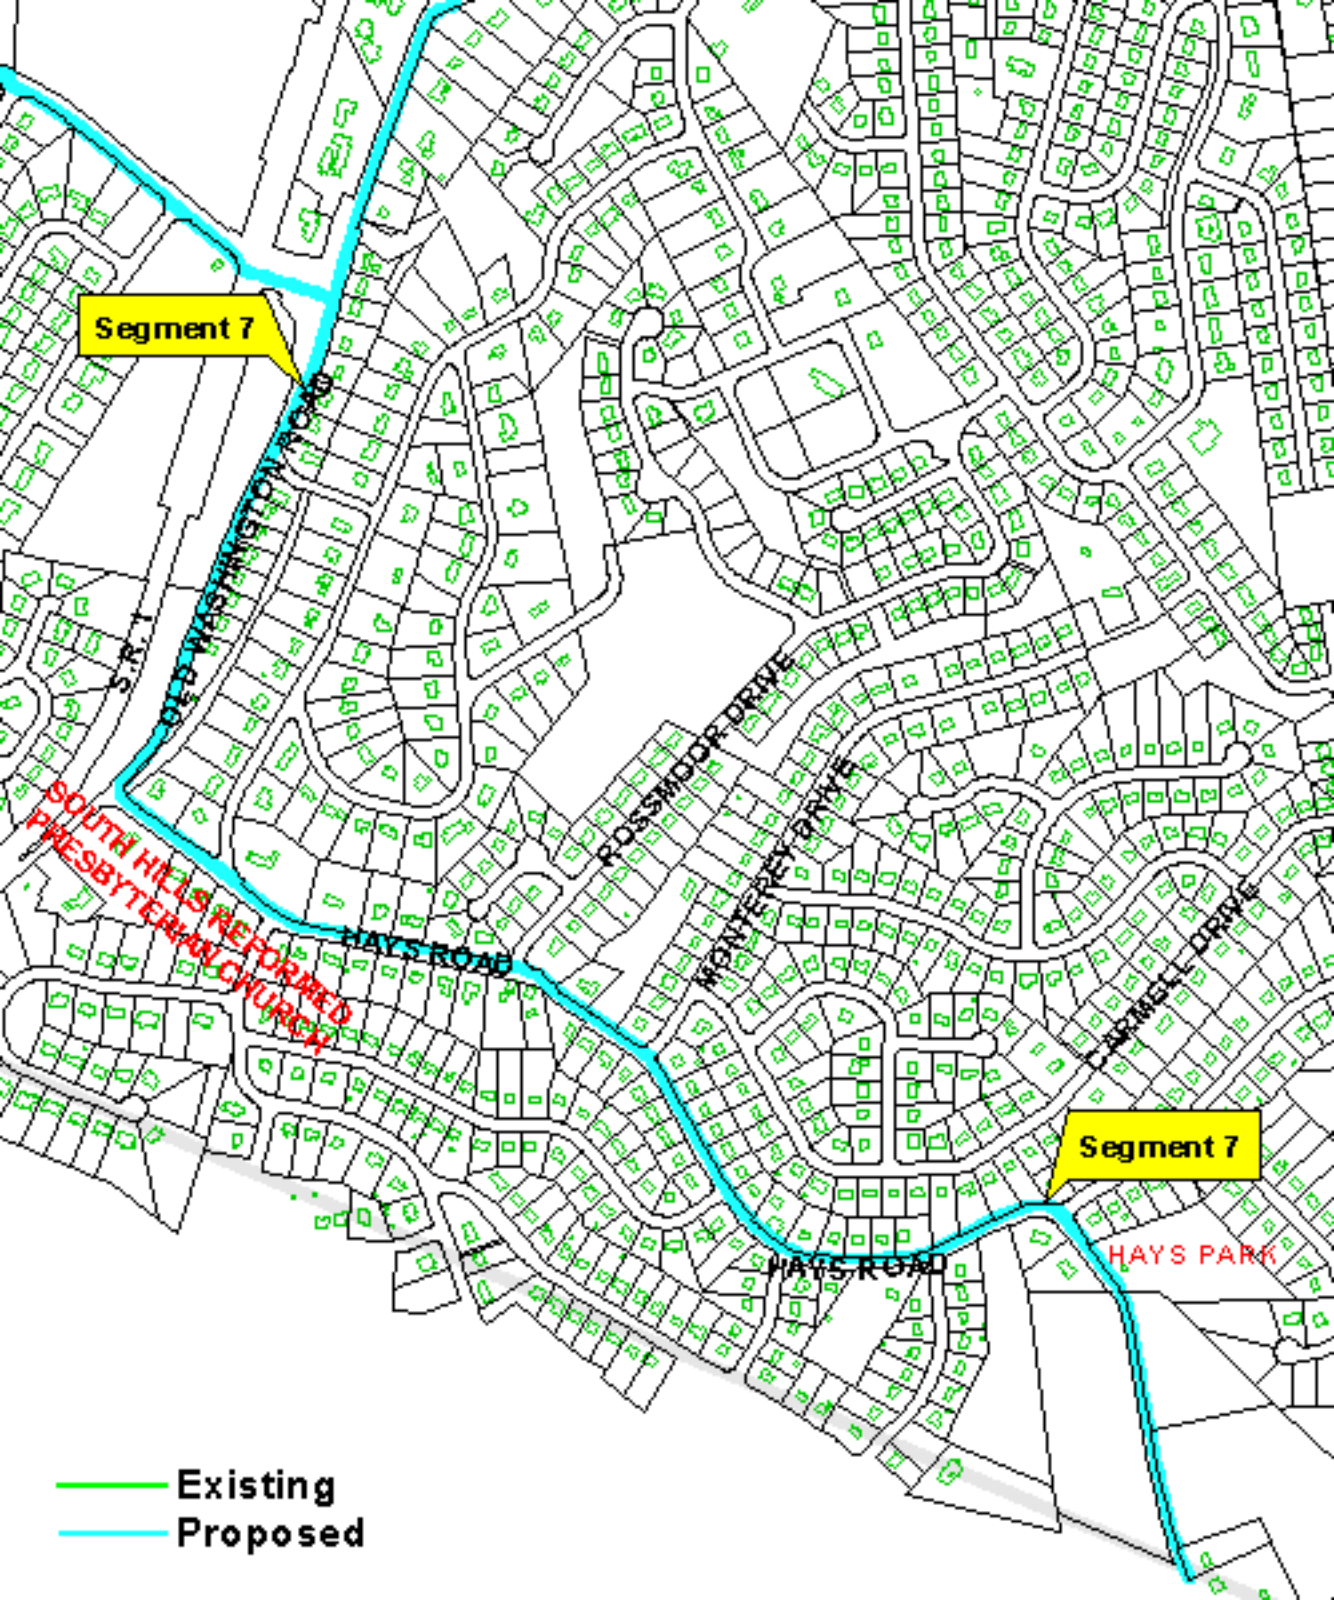 Segment 7
OLD WASHINGTON ROAD
S.R. 1
ROSSMOOR DRIVE
MONTEREY DRIVE
SOUTH HILLS REFORMED
PRESBYTERIAN CHURCH
HAYS ROAD
CARMELL DRIVE
Segment 7
HAYS PARK
HAYS ROAD
Existing
Proposed